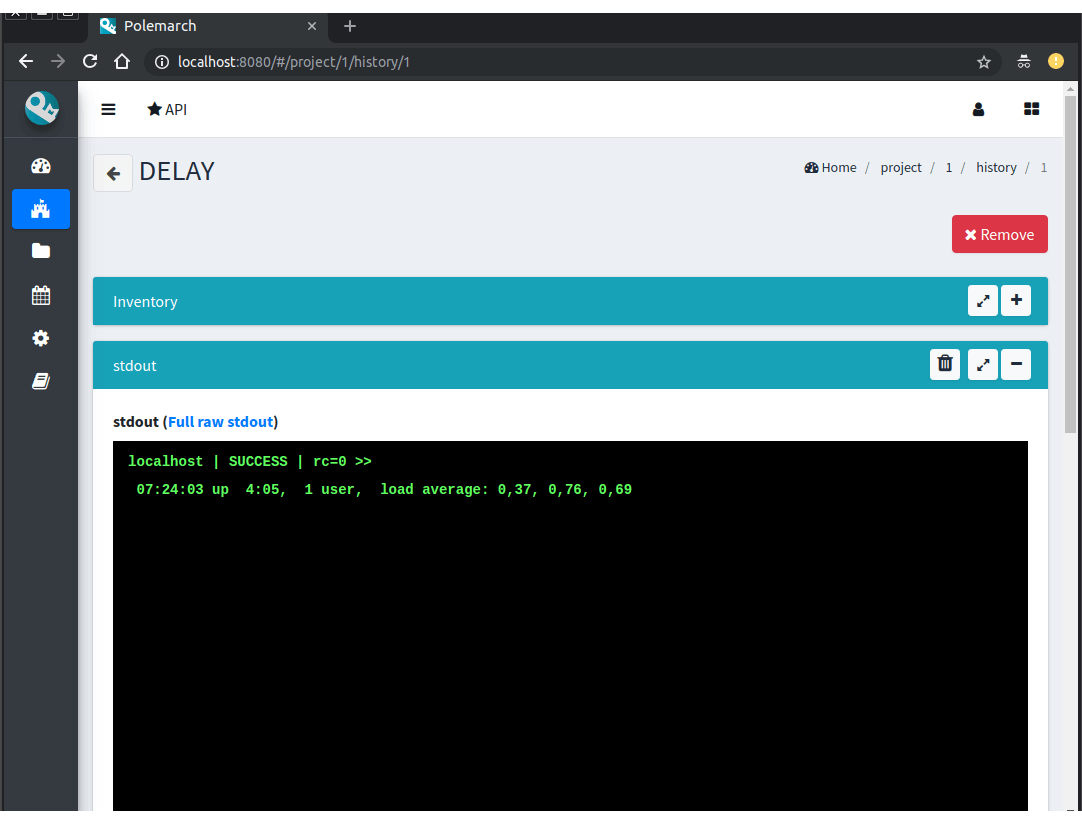 Polemarch
localhost:8080/#/project/1/history/1
API
DELAY
Home / project / 1 / history / 1
Remove
Inventory
stdout
stdout (Full raw stdout)
localhost | SUCCESS | rc=0 >>
07:24:03 up  4:05,  1 user,  load average: 0,37, 0,76, 0,69